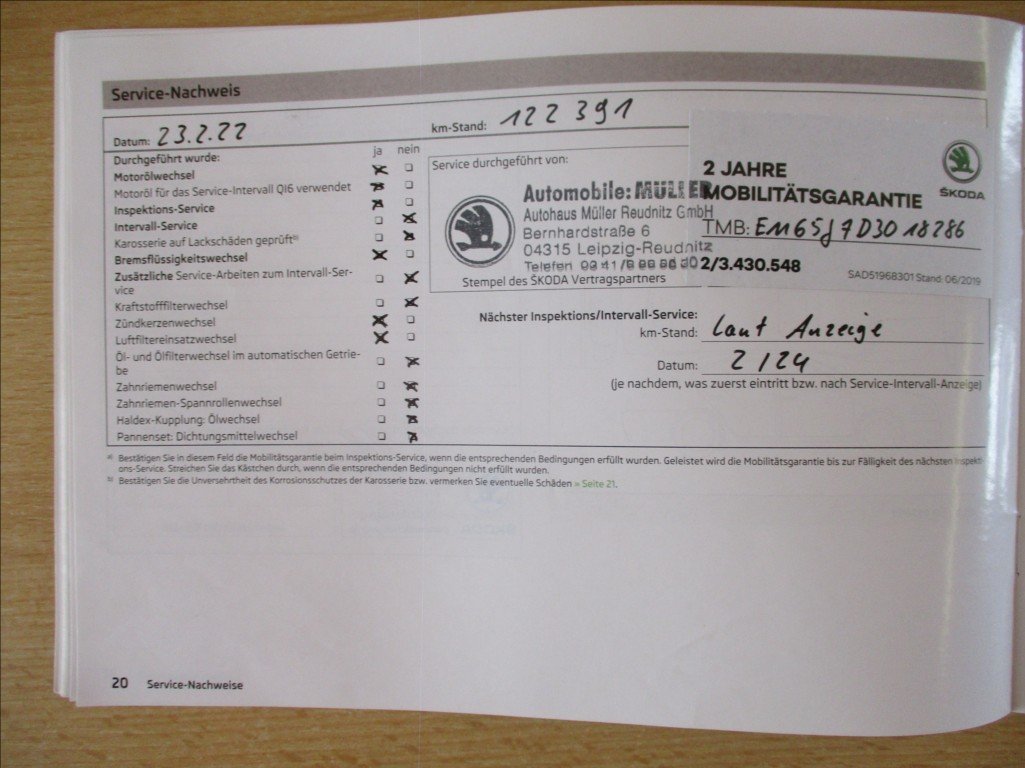 Service-Nachweis
Datum: 23.2.22
km-Stand: 122 391
Durchgeführt wurde: ja nein
Motorölwechsel
Motoröl für das Service-Intervall QI6 verwendet
Inspektions-Service
Intervall-Service
Karosserie auf Lackschäden geprüft b)
Bremsflüssigkeitswechsel
Zusätzliche Service-Arbeiten zum Intervall-Ser-
vice
Kraftstofffilterwechsel
Zündkerzenwechsel
Luftfiltereinsatzwechsel
Öl- und Ölfilterwechsel im automatischen Getrie-
be
Zahnriemenwechsel
Zahnriemen-Spannrollenwechsel
Haldex-Kupplung: Ölwechsel
Pannenset: Dichtungsmittelwechsel
Service durchgeführt von:
Automobile: MÜLLER
Autohaus Müller Reudnitz GmbH
Bernhardstraße 6
04315 Leipzig-Reudnitz
Telefon
Stempel des ŠKODA Vertragspartners
2 JAHRE
MOBILITÄTSGARANTIE
ŠKODA
TMB: EM65J7D3018286
2/3.430.548
SAD51968301 Stand: 06/2019
Nächster Inspektions/Intervall-Service:
km-Stand: laut Anzeige
Datum: 2/24
(je nachdem, was zuerst eintritt bzw. nach Service-Intervall-Anzeige)
a) Bestätigen Sie in diesem Feld die Mobilitätsgarantie beim Inspektions-Service, wenn die entsprechenden Bedingungen erfüllt wurden. Geleistet wird die Mobilitätsgarantie bis zur Fälligkeit des nächsten Inspekti-
ons-Service. Streichen Sie das Kästchen durch, wenn die entsprechenden Bedingungen nicht erfüllt wurden.
b) Bestätigen Sie die Unversehrtheit des Korrosionsschutzes der Karosserie bzw. vermerken Sie eventuelle Schäden » Seite 21.
20 Service-Nachweise